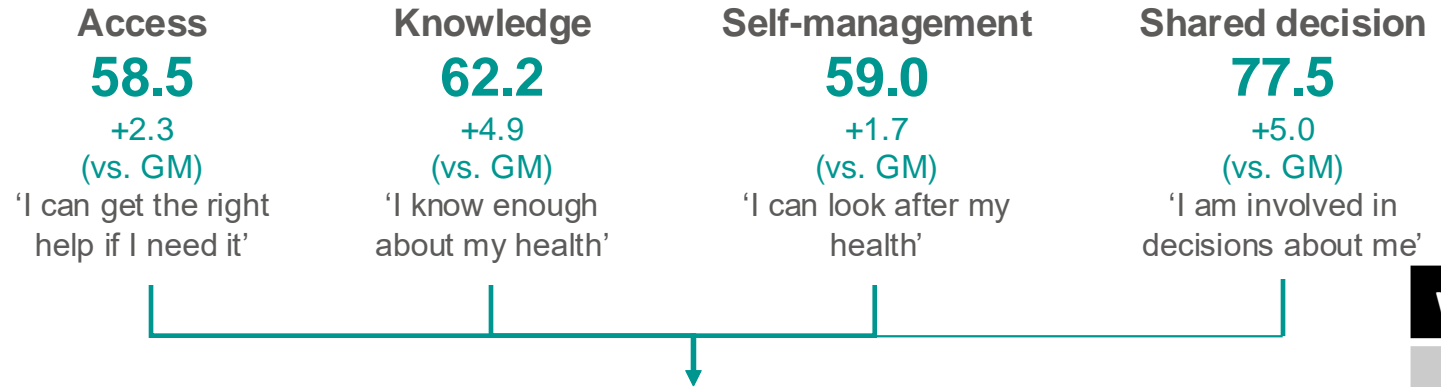 Access
58.5
+2.3
(vs. GM)
‘I can get the right
help if I need it’
Knowledge
62.2
+4.9
(vs. GM)
‘I know enough
about my health’
Self-management
59.0
+1.7
(vs. GM)
‘I can look after my
health’
Shared decision
77.5
+5.0
(vs. GM)
‘I am involved in
decisions about me’